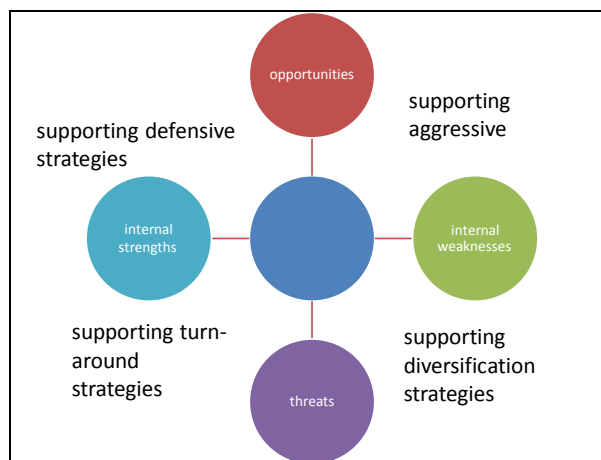 opportunities
supporting
aggressive
supporting defensive
strategies
internal
strengths
internal
weaknesses
supporting turn-
around
strategies
supporting
diversification
strategies
threats